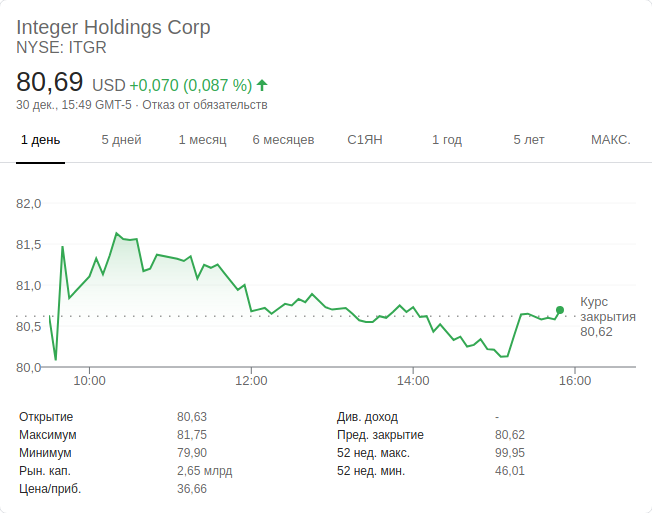 Integer Holdings Corp
NYSE: ITGR
80,69 USD +0,070 (0,087 %)
30 дек., 15:49 GMT-5 · Отказ от обязательств
1 день 5 дней 1 месяц 6 месяцев С1ЯН 1 год 5 лет МАКС.
82,0
81,5
81,0
80,5
80,0
Курс
закрытия
80,62
10:00 12:00 14:00 16:00
Открытие 80,63 Див. доход -
Максимум 81,75 Пред. закрытие 80,62
Минимум 79,90 52 нед. макс. 99,95
Рын. кап. 2,65 млрд 52 нед. мин. 46,01
Цена/приб. 36,66